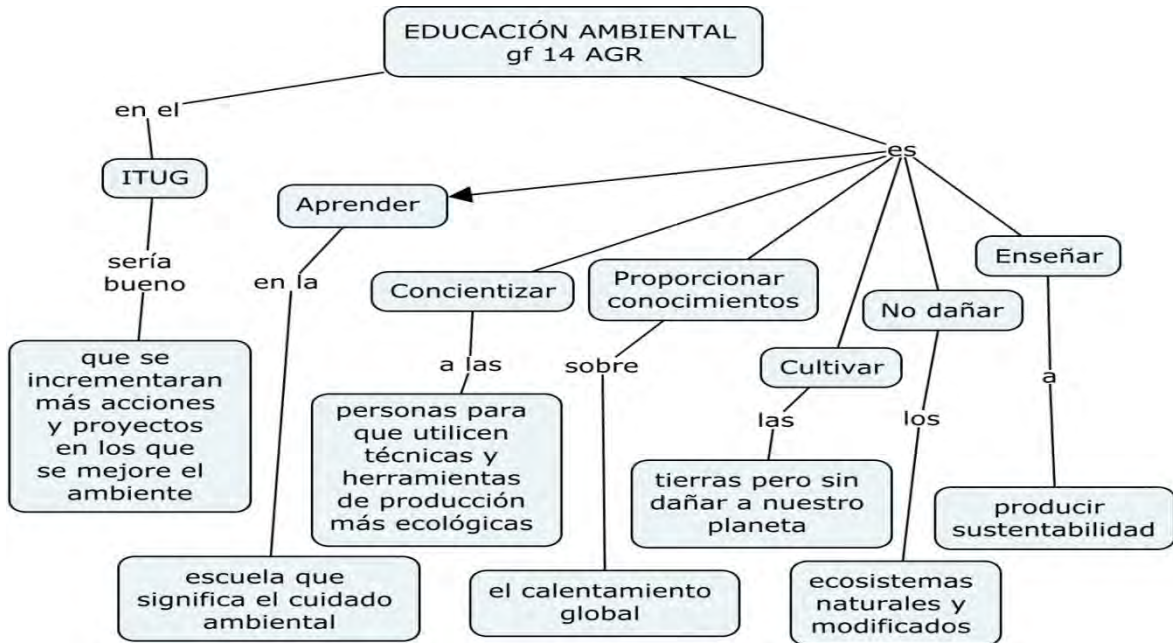 EDUCACIÓN AMBIENTAL
gf 14 AGR
en el
ITUG
sería
bueno
que se
incrementaran
más acciones
y proyectos
en los que
se mejore el
ambiente
es
Aprender
en la
escuela que
significa el cuidado
ambiental
Concientizar
a las
personas para
que utilicen
técnicas y
herramientas
de producción
más ecológicas
Proporcionar
conocimientos
sobre
el calentamiento
global
Cultivar
las
tierras pero sin
dañar a nuestro
planeta
No dañar
los
ecosistemas
naturales y
modificados
Enseñar
a
producir
sustentabilidad